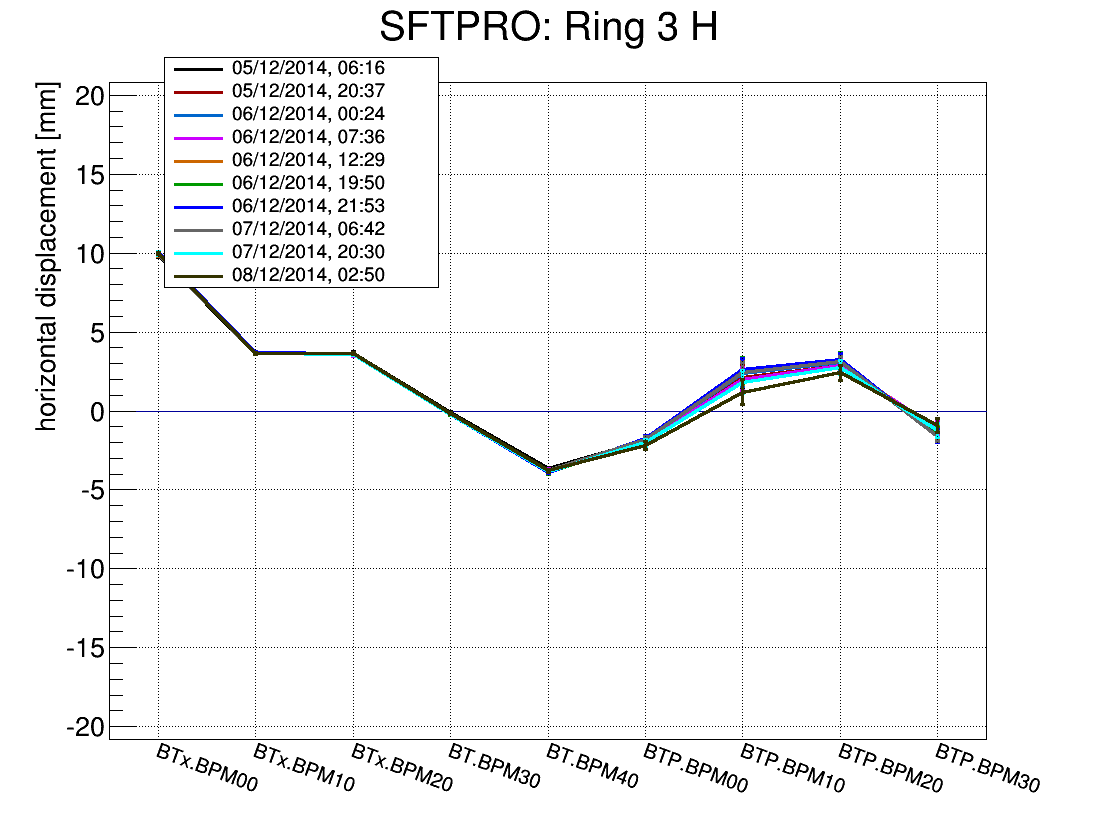 SFTPRO: Ring 3 H
horizontal displacement [mm]
05/12/2014, 06:16
05/12/2014, 20:37
06/12/2014, 00:24
06/12/2014, 07:36
06/12/2014, 12:29
06/12/2014, 19:50
06/12/2014, 21:53
07/12/2014, 06:42
07/12/2014, 20:30
08/12/2014, 02:50
20
15
10
5
0
-5
-10
-15
-20
BTx.BPM00
BTx.BPM10
BTx.BPM20
BT.BPM30
BT.BPM40
BTP.BPM00
BTP.BPM10
BTP.BPM20
BTP.BPM30